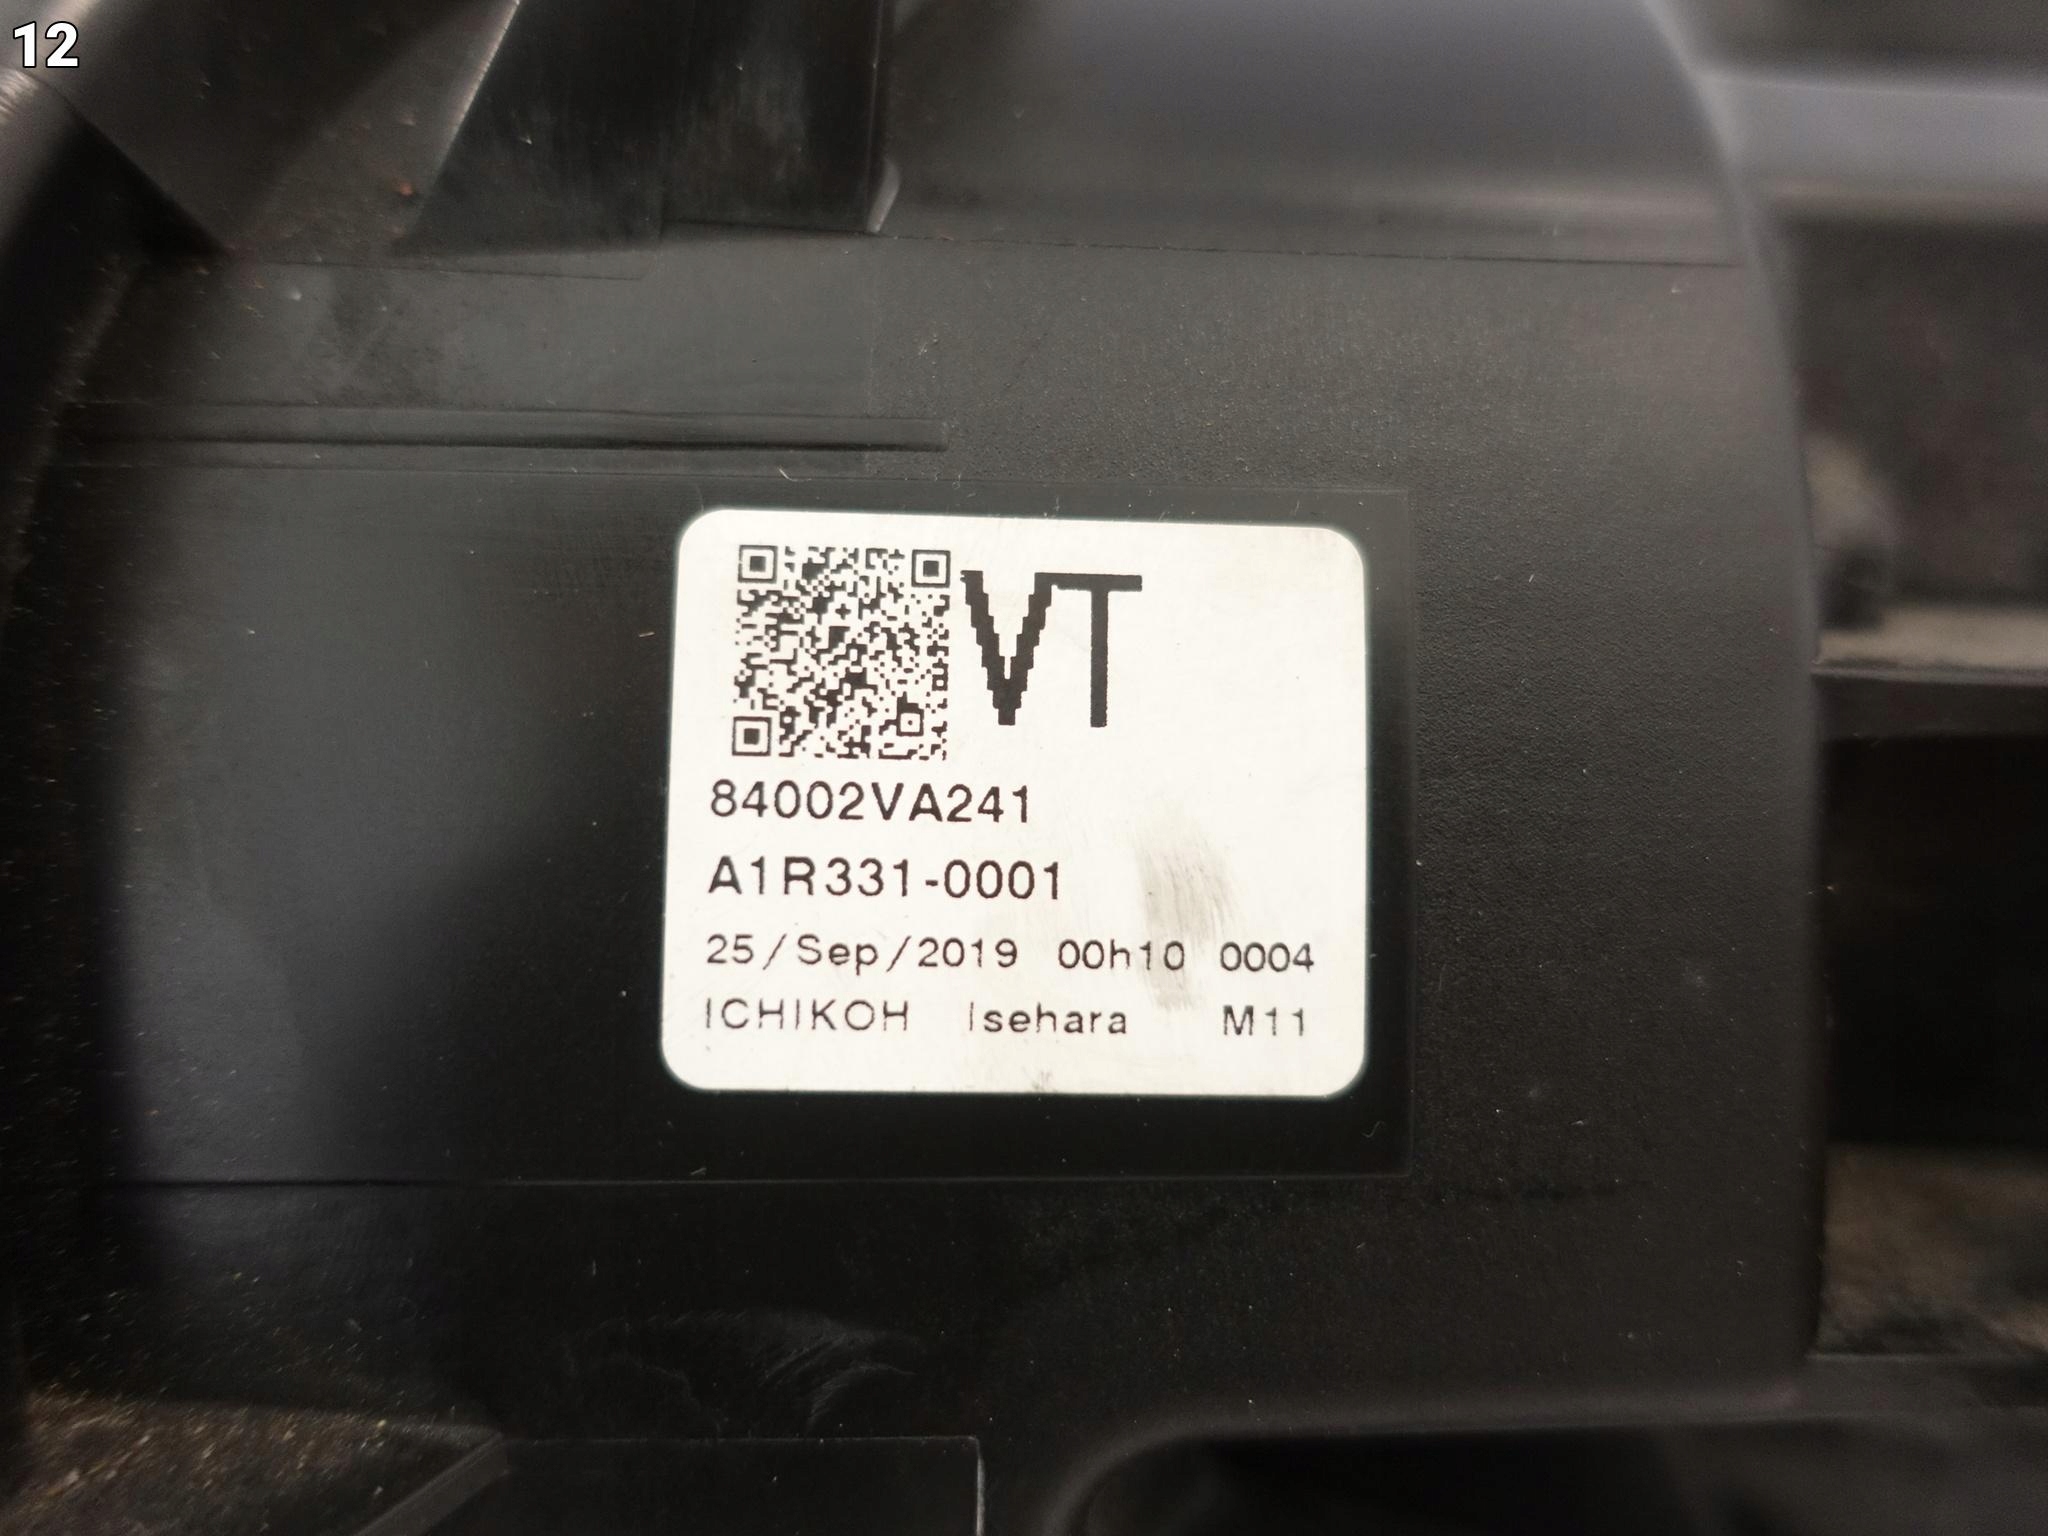 12
VT
84002VA241
A1R331-0001
25/Sep/2019 00h10 0004
ICHIKOH Isehara M11